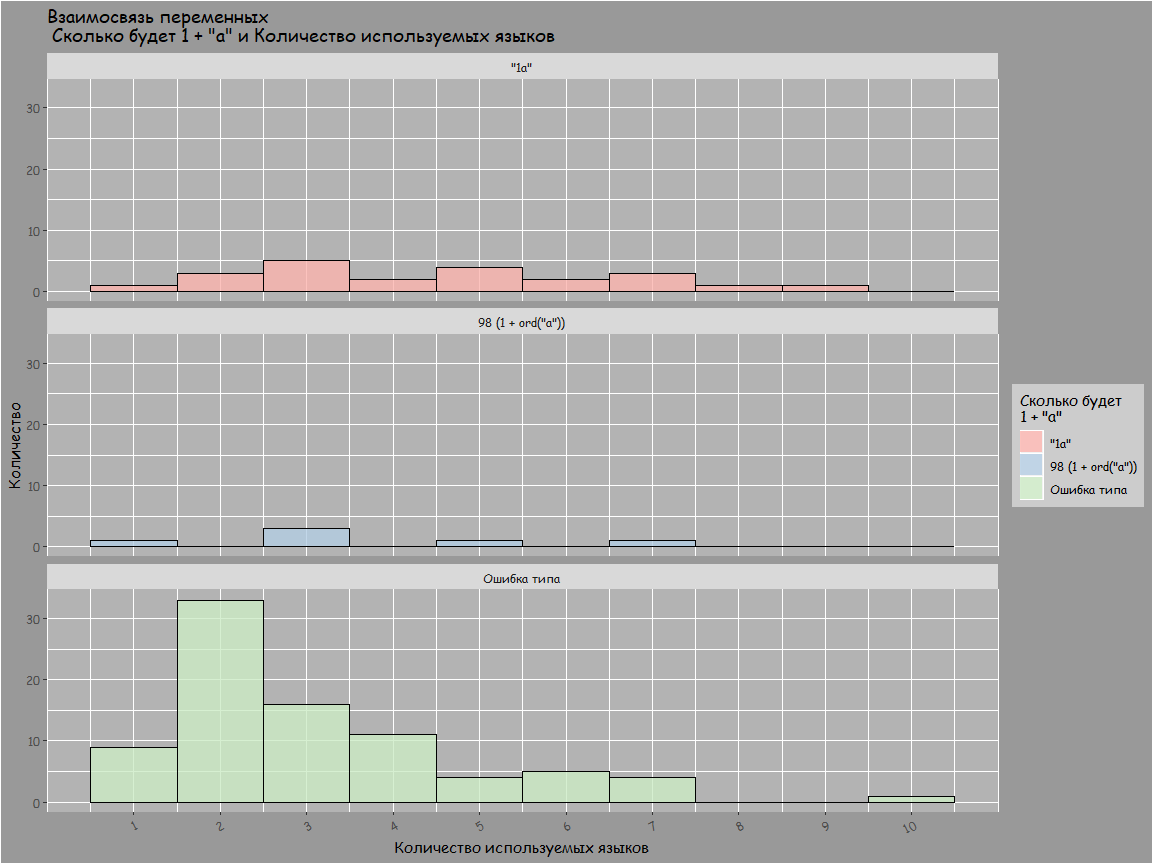 Взаимосвязь переменных
Сколько будет 1 + "a" и Количество используемых языков
"1a"
30
20
10
0
98 (1 + ord("a"))
30
20
10
0
Ошибка типа
30
20
10
0
1 2 3 4 5 6 7 8 9 10
Количество используемых языков
Количество
Сколько будет
1 + "a"
"1a"
98 (1 + ord("a"))
Ошибка типа